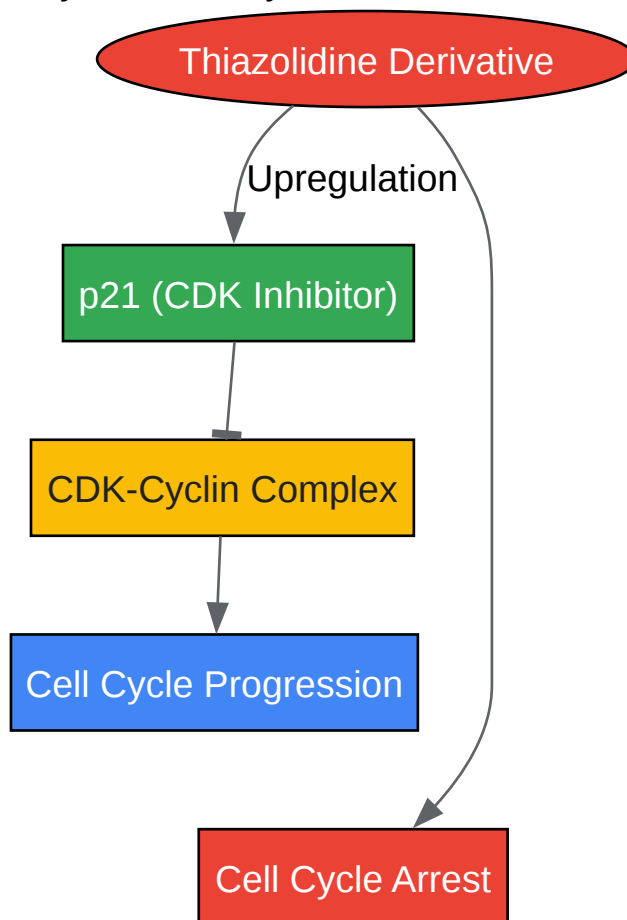 Thiazolidine Derivative
Upregulation
p21 (CDK Inhibitor)
CDK-Cyclin Complex
Cell Cycle Progression
Cell Cycle Arrest